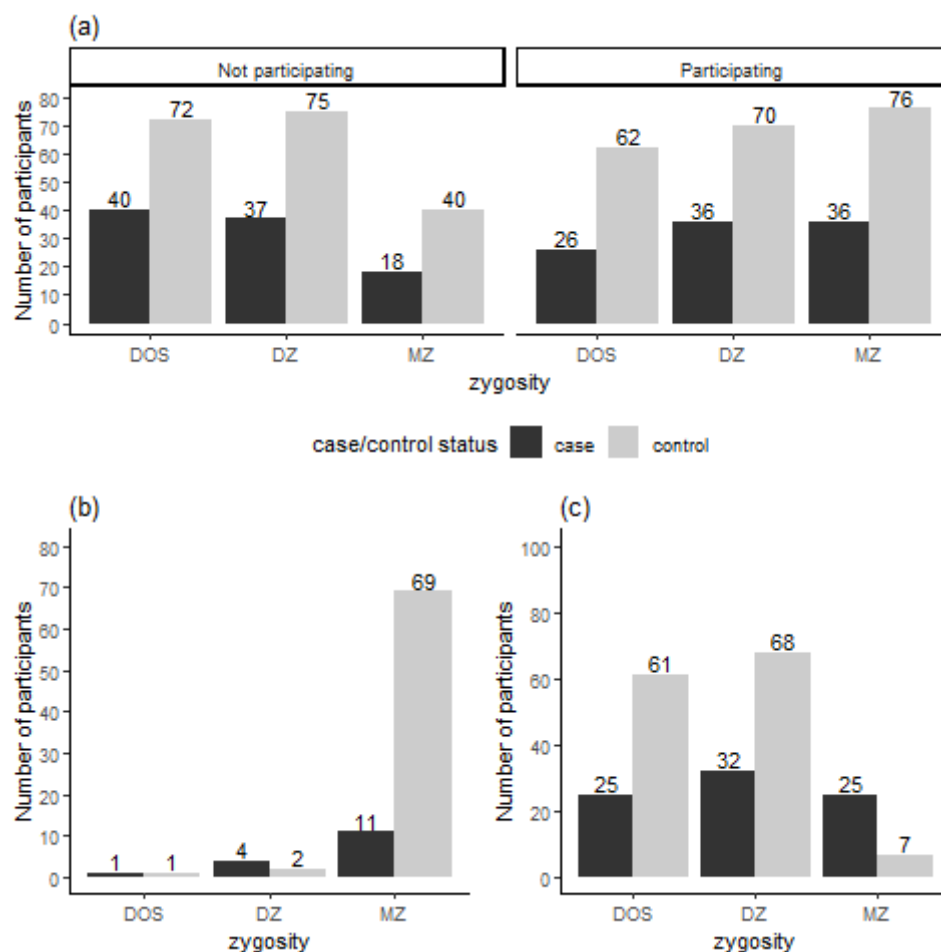 (a)
Not participating Participating
Number of participants
80
70
60
50
40
30
20
10
0
72 75 76
70
62
40 37 40
36 36
26
18
DOS DZ MZ DOS DZ MZ
zygosity
case/control status case control
(b)
Number of participants
80
70
60
50
40
30
20
10
0
1 1 4 2 11 69
DOS DZ MZ
zygosity
(c)
Number of participants
100
80
60
40
20
0
25 61 32 68 25 7
DOS DZ MZ
zygosity